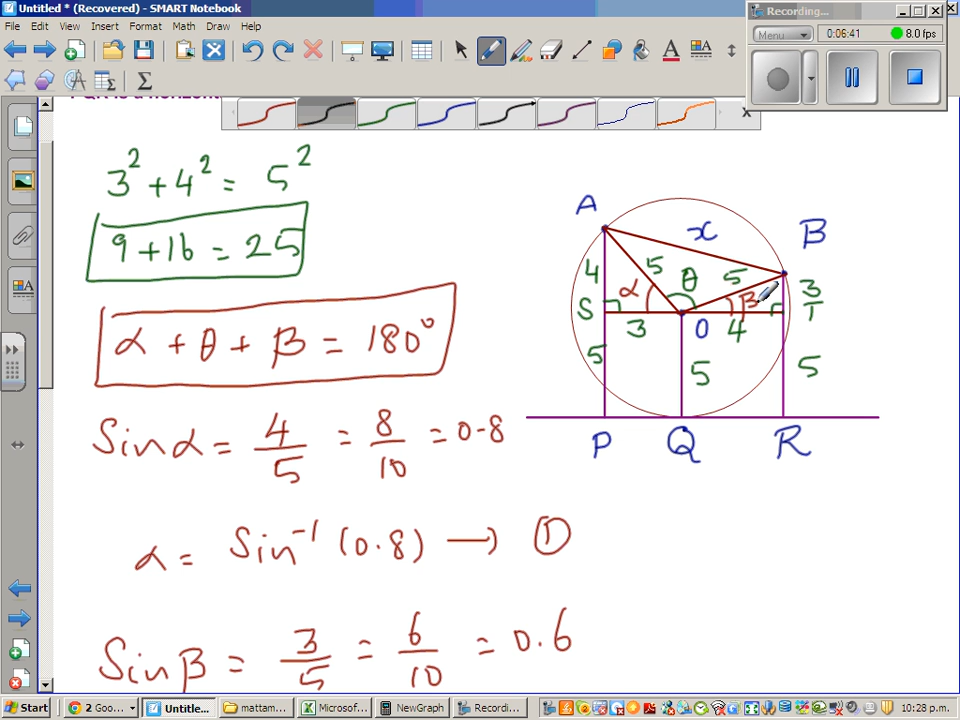 Untitled * (Recovered) - SMART Notebook
File Edit View Insert Format Math Draw Help
Recording...
Menu
0:06:41
8.0 fps
3² + 4² = 5²
9 + 16 = 25
α + θ + β = 180°
Sin α = 4/5 = 8/10 = 0.8
α = Sin⁻¹ (0.8) → ①
Sin β = 3/5 = 6/10 = 0.6
A
x
B
4 5 θ 5 3
α β
S T
3 O 4
5 5 5
P Q R
Start
2 Goo...
Untitle...
mattam...
Microsof...
NewGraph
Recordi...
10:28 p.m.